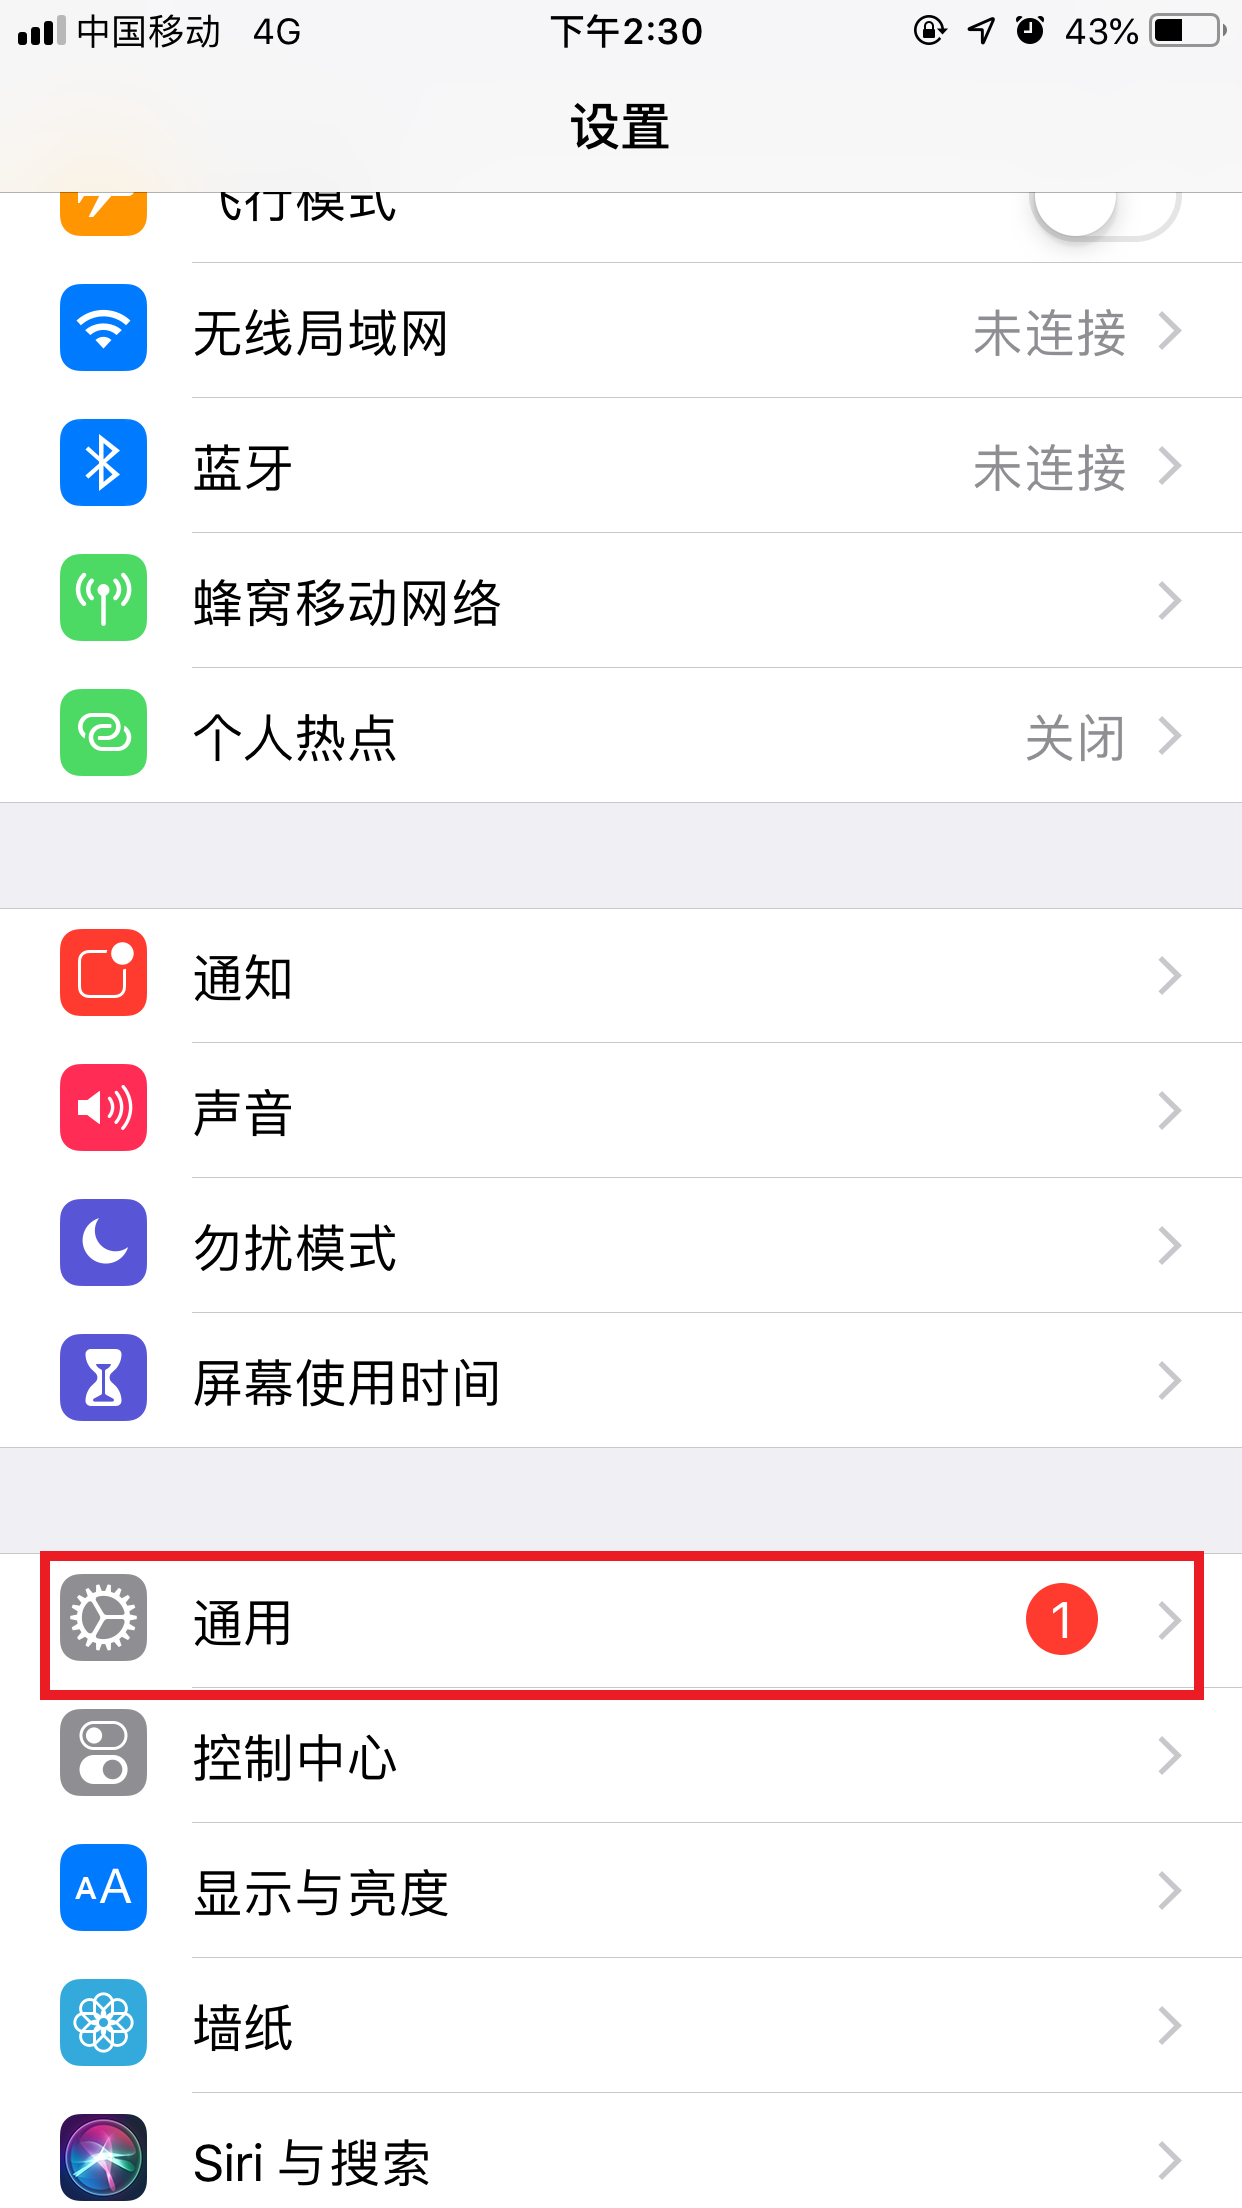 中国移动 4G 下午2:30 43%
设置
飞行模式
无线局域网 未连接
蓝牙 未连接
蜂窝移动网络
个人热点 关闭
通知
声音
勿扰模式
屏幕使用时间
通用 1
控制中心
AA 显示与亮度
墙纸
Siri 与搜索